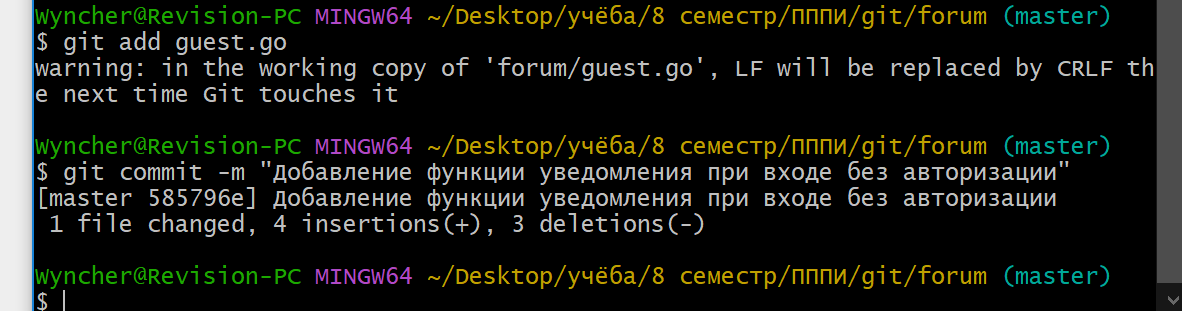 Wyncher@Revision-PC MINGW64 ~/Desktop/учёба/8 семестр/ПППИ/git/forum (master)
$ git add guest.go
warning: in the working copy of 'forum/guest.go', LF will be replaced by CRLF th
e next time Git touches it
Wyncher@Revision-PC MINGW64 ~/Desktop/учёба/8 семестр/ПППИ/git/forum (master)
$ git commit -m "Добавление функции уведомления при входе без авторизации"
[master 585796e] Добавление функции уведомления при входе без авторизации
 1 file changed, 4 insertions(+), 3 deletions(-)
Wyncher@Revision-PC MINGW64 ~/Desktop/учёба/8 семестр/ПППИ/git/forum (master)
$